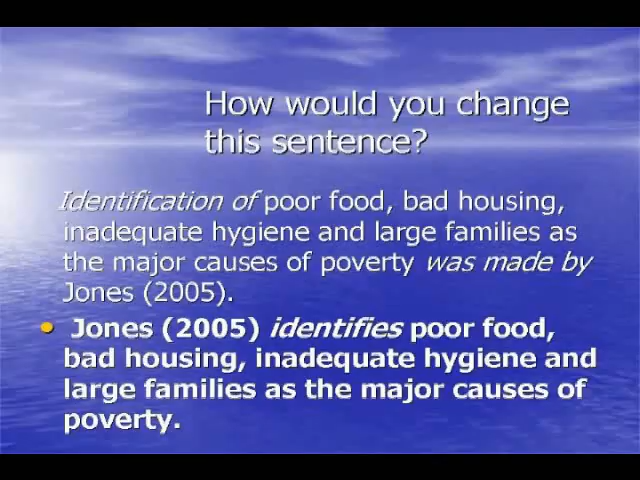 How would you change
this sentence?
Identification of poor food, bad housing,
inadequate hygiene and large families as
the major causes of poverty was made by
Jones (2005).
• Jones (2005) identifies poor food,
bad housing, inadequate hygiene and
large families as the major causes of
poverty.